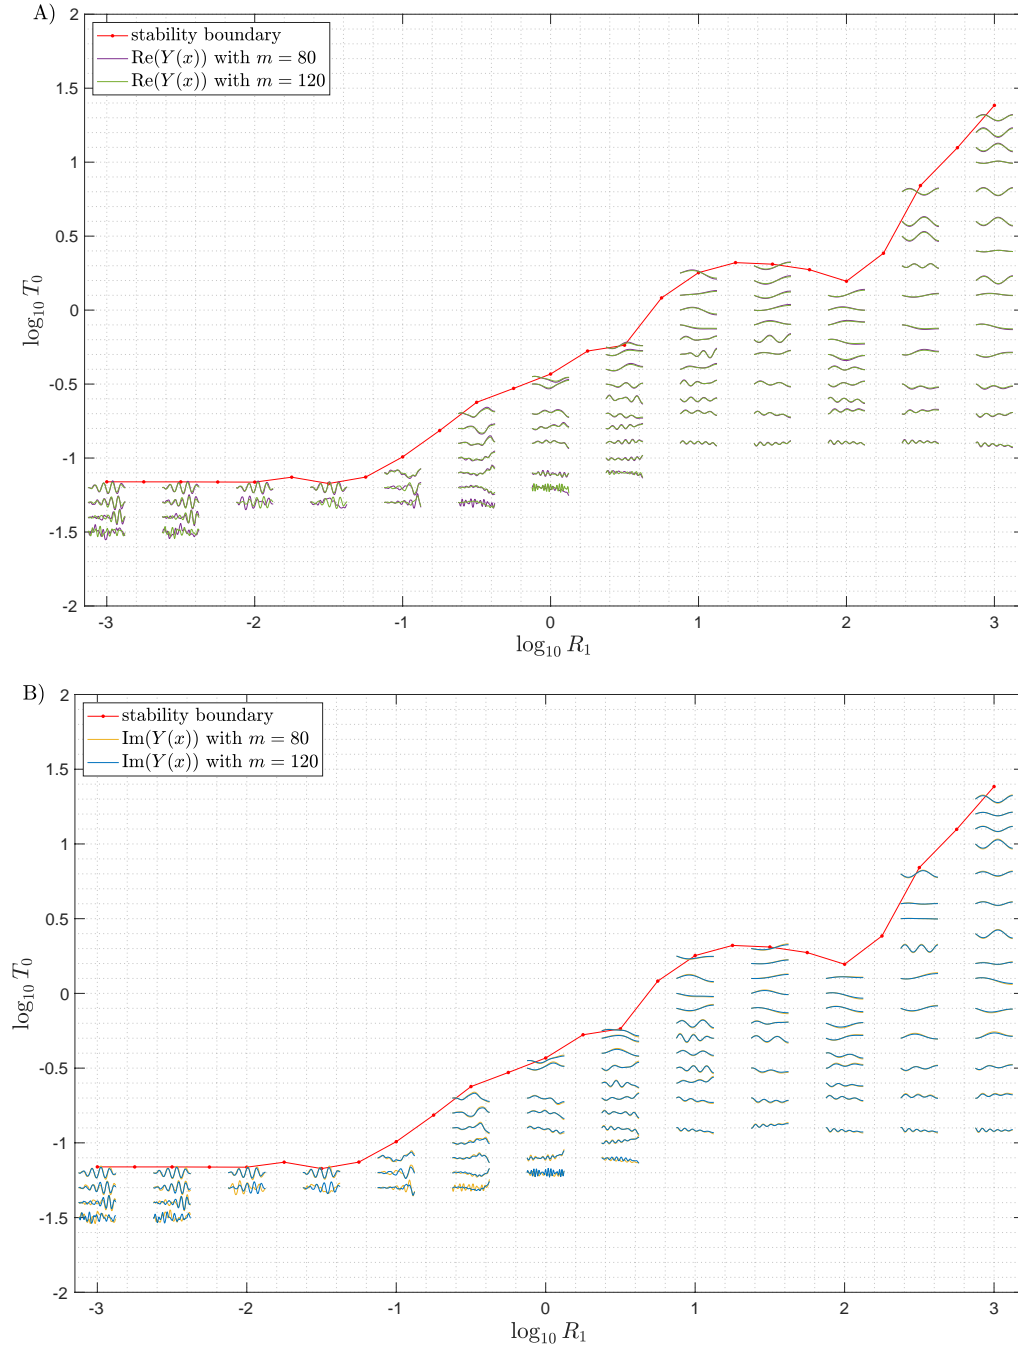 A)
2
stability boundary
Re(Y(x)) with m = 80
Re(Y(x)) with m = 120
1.5
1
0.5
0
-0.5
-1
-1.5
-2
log₁₀ T₀
-3 -2 -1 0 1 2 3
log₁₀ R₁
B)
2
stability boundary
Im(Y(x)) with m = 80
Im(Y(x)) with m = 120
1.5
1
0.5
0
-0.5
-1
-1.5
-2
log₁₀ T₀
-3 -2 -1 0 1 2 3
log₁₀ R₁